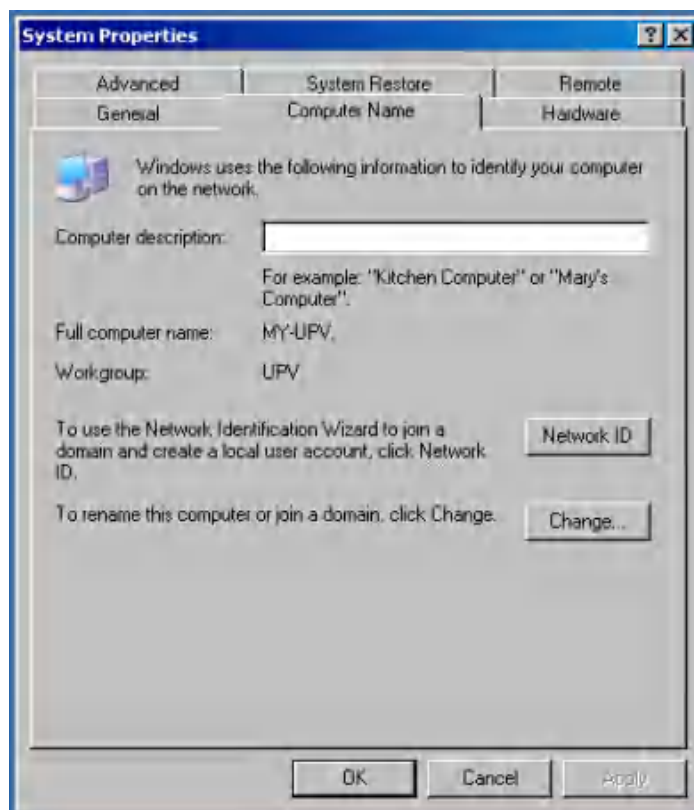 System Properties
Advanced
System Restore
Remote
General
Computer Name
Hardware
Windows uses the following information to identify your computer
on the network.
Computer description:
For example: "Kitchen Computer" or "Mary's
Computer".
Full computer name:
MY-UPV.
Workgroup:
UPV
To use the Network Identification Wizard to join a
domain and create a local user account, click Network
ID.
Network ID
To rename this computer or join a domain, click Change.
Change...
OK
Cancel
Apply